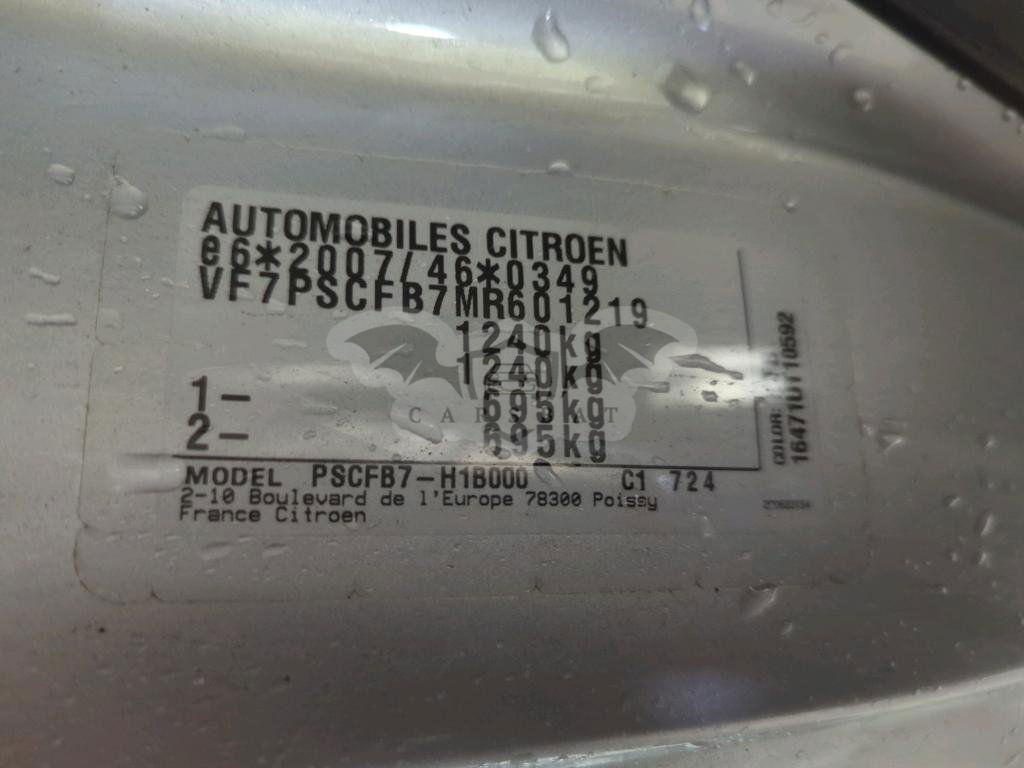 AUTOMOBILES CITROEN
e6*2007/46*0349
VF7PSCFB7MR601219
1240kg
1240kg
1- 695kg
2- 695kg
MODEL PSCFB7-H1B000 C1 724
2-10 Boulevard de l'Europe 78300 Poissy
France Citroen
COLOR:
16471U1110592